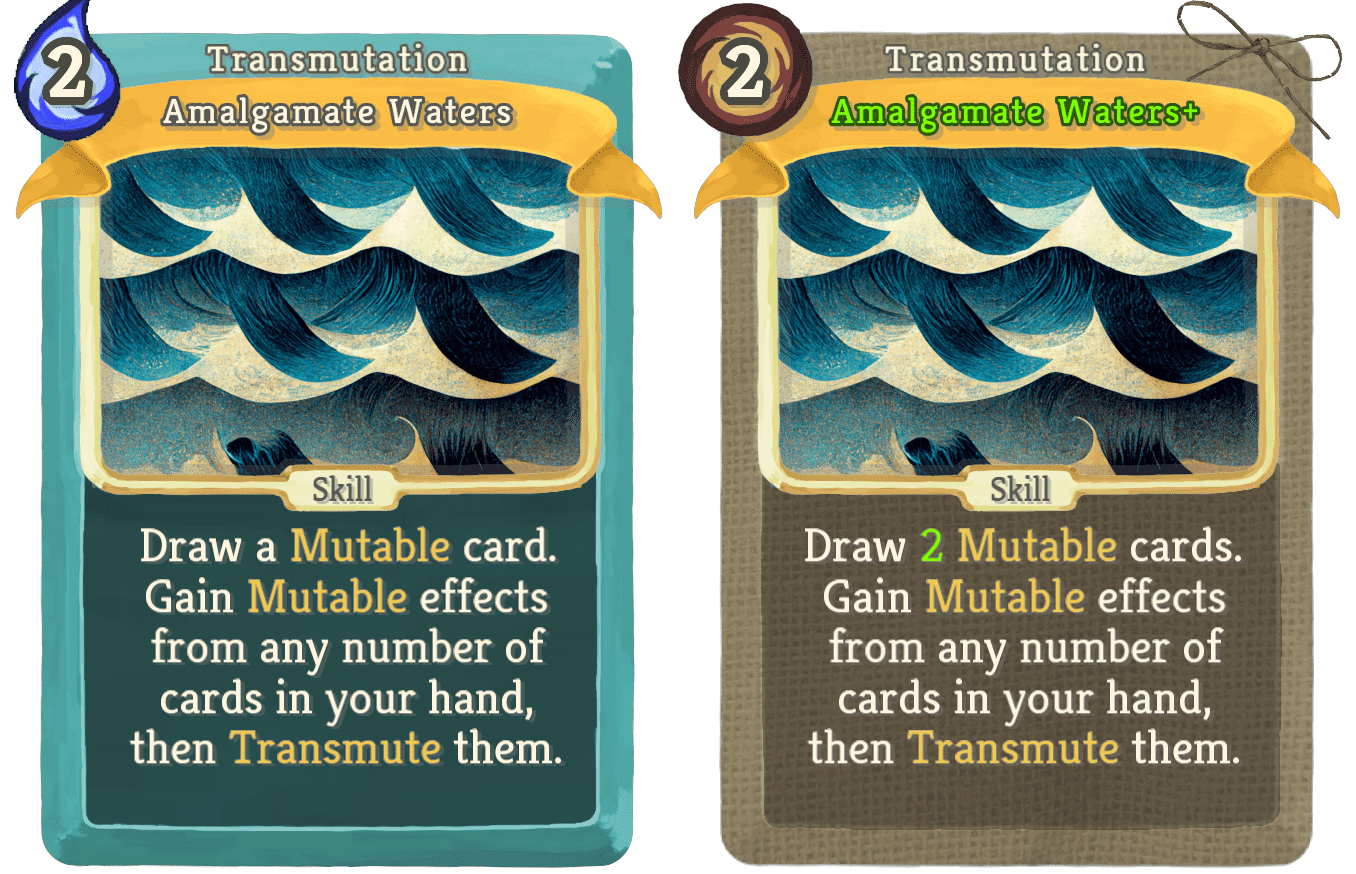 2
Transmutation
Amalgamate Waters
Skill
Draw a Mutable card.
Gain Mutable effects
from any number of
cards in your hand,
then Transmute them.
2
Transmutation
Amalgamate Waters+
Skill
Draw 2 Mutable cards.
Gain Mutable effects
from any number of
cards in your hand,
then Transmute them.